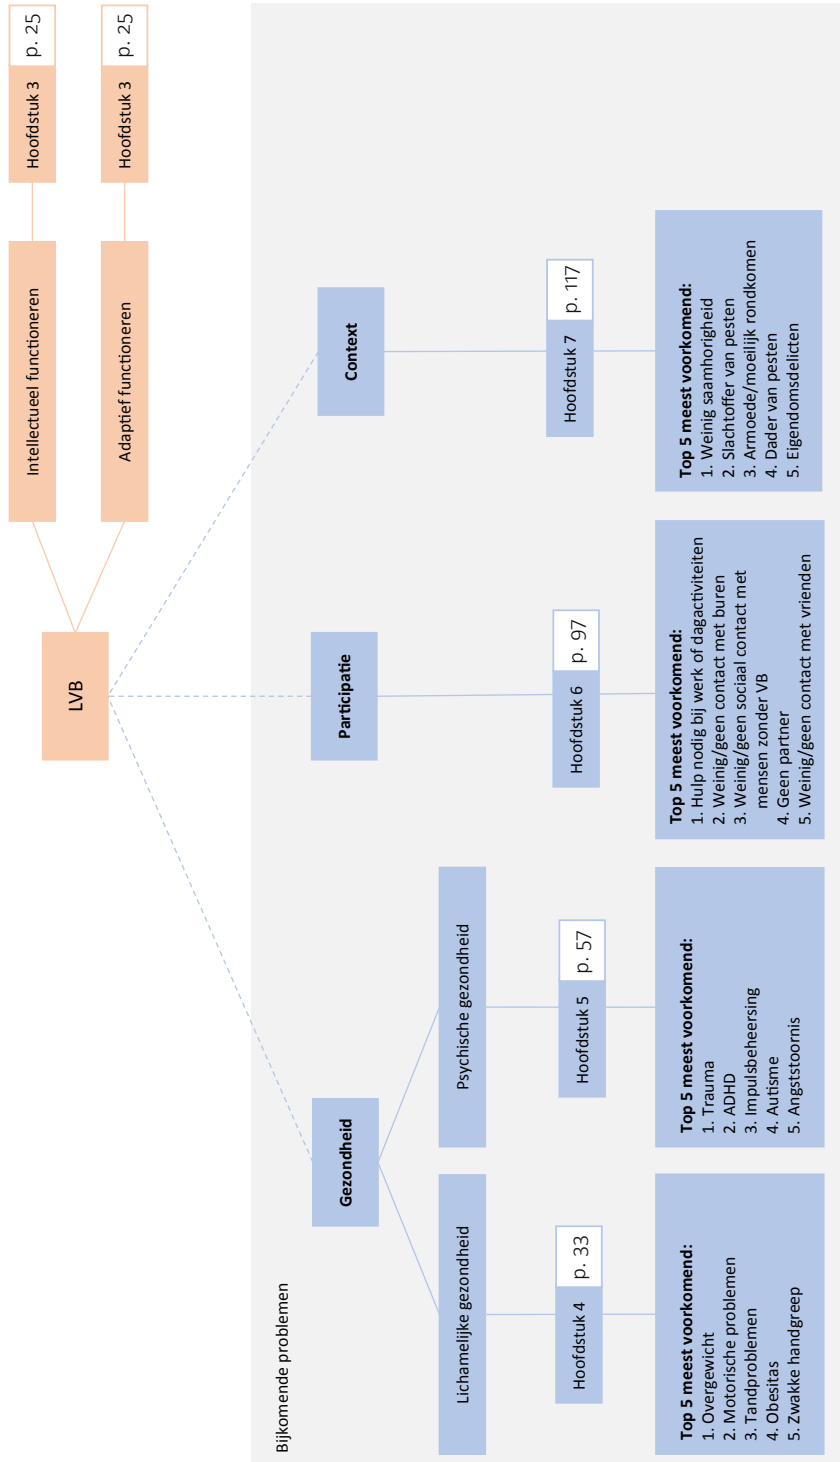 LVB
Intellectueel functioneren
Hoofdstuk 3
p. 25
Adaptief functioneren
Hoofdstuk 3
p. 25
Bijkomende problemen
Gezondheid
Lichamelijke gezondheid
Hoofdstuk 4
p. 33
Top 5 meest voorkomend:
1. Overgewicht
2. Motorische problemen
3. Tandproblemen
4. Obesitas
5. Zwakke handgreep
Psychische gezondheid
Hoofdstuk 5
p. 57
Top 5 meest voorkomend:
1. Trauma
2. ADHD
3. Impulsbeheersing
4. Autisme
5. Angststoornis
Participatie
Hoofdstuk 6
p. 97
Top 5 meest voorkomend:
1. Hulp nodig bij werk of dagactiviteiten
2. Weinig/geen contact met buren
3. Weinig/geen sociaal contact met
mensen zonder VB
4. Geen partner
5. Weinig/geen contact met vrienden
Context
Hoofdstuk 7
p. 117
Top 5 meest voorkomend:
1. Weinig saamhorigheid
2. Slachtoffer van pesten
3. Armoede/moeilijk rondkomen
4. Dader van pesten
5. Eigendomsdelicten